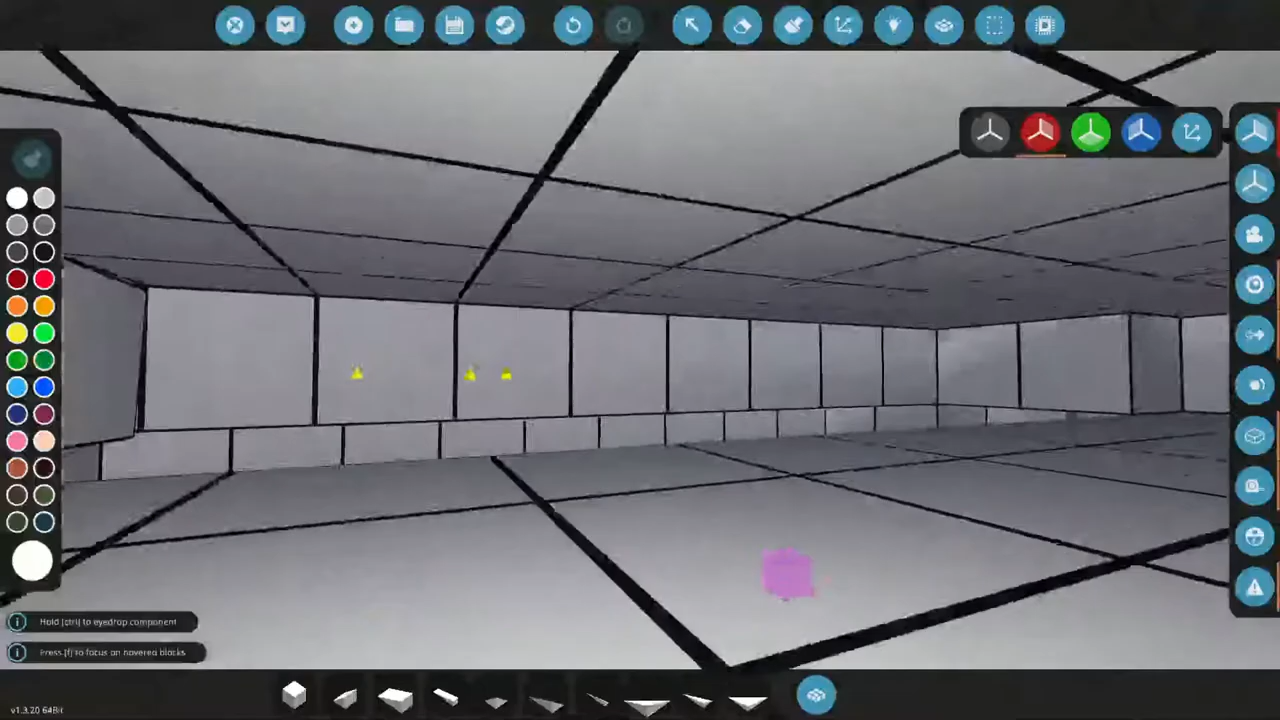 Hold [ctrl] to eyedrop component
Press [f] to focus on hovered blocks
v1.3.20 64Bit